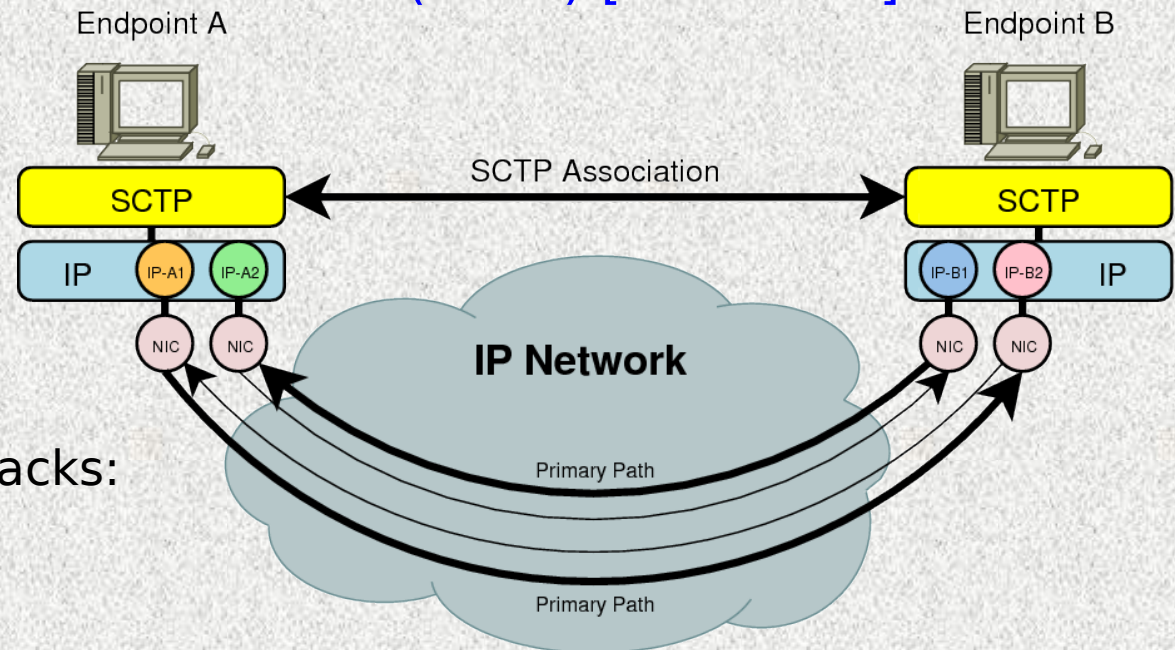 Endpoint A
Endpoint B
SCTP Association
SCTP
SCTP
IP
IP-A1
IP-A2
IP-B1
IP-B2
IP
NIC
NIC
NIC
NIC
IP Network
acks:
Primary Path
Primary Path